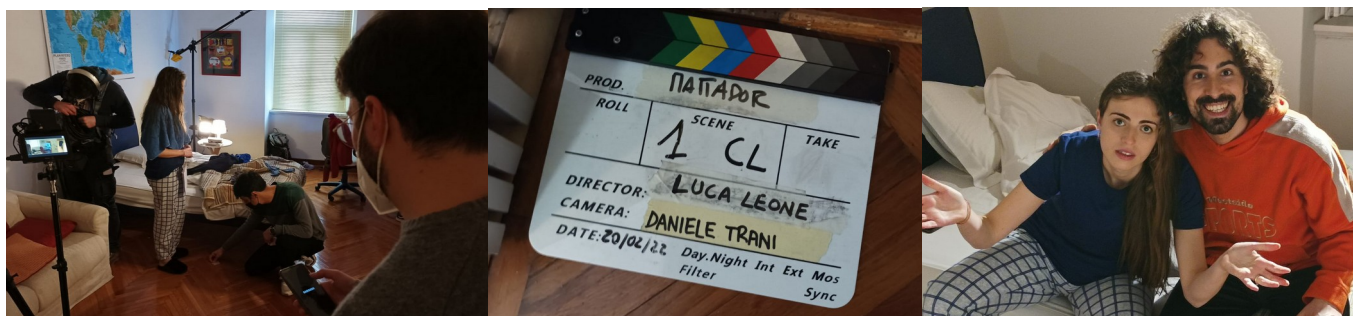 PROD. ΠΑΠΑDOR
ROLL
SCENE
TAKE
1 CL
DIRECTOR: LUCA LEONE
CAMERA: DANIELE TRANI
DATE: 20/02/22 Day.Night Int Ext Mos
Filter
Sync